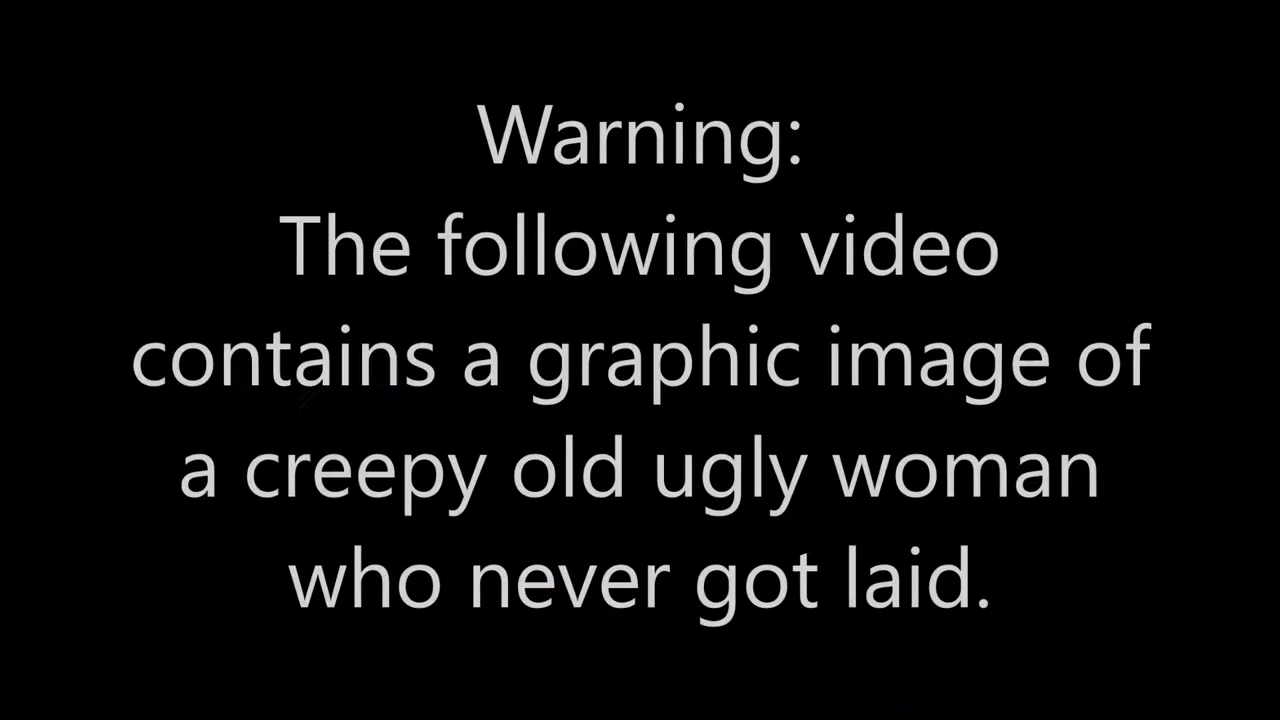 Warning:
The following video
contains a graphic image of
a creepy old ugly woman
who never got laid.